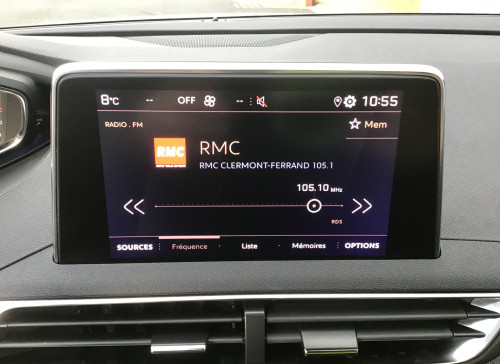 8°C -- OFF -- 10:55
RADIO . FM
Mem
RMC
RMC
RMC CLERMONT-FERRAND 105.1
105.10 MHz
RDS
SOURCES Fréquence Liste Mémoires OPTIONS